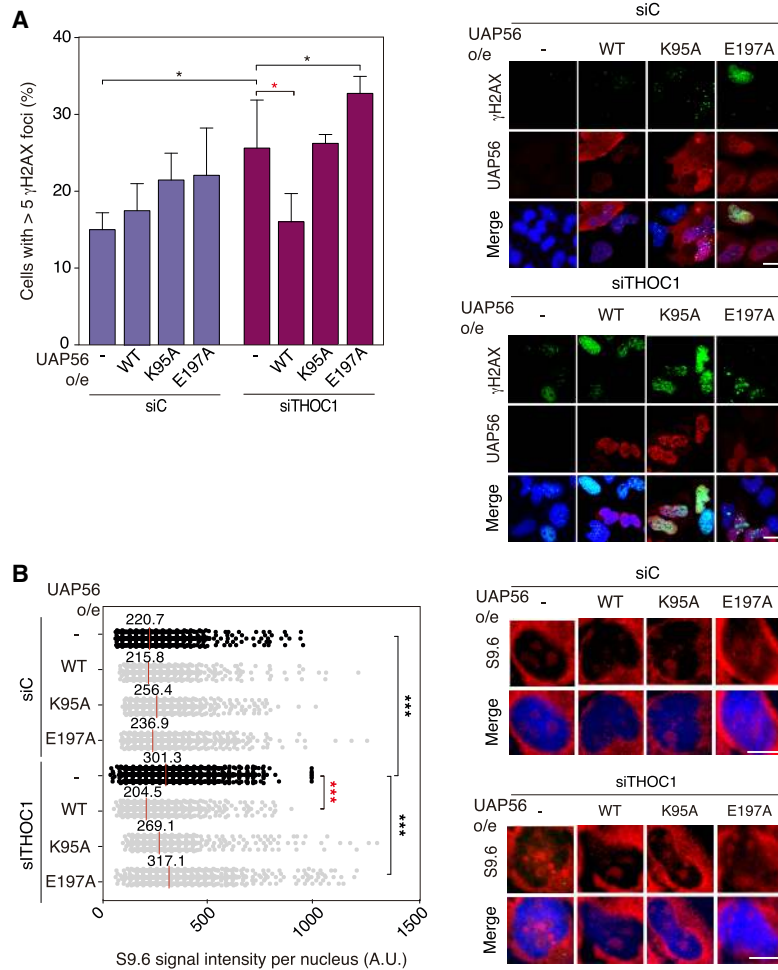 A
Cells with > 5 γH2AX foci (%)
40
30
20
10
0
*
*
*
UAP56
o/e
- WT K95A E197A
- WT K95A E197A
siC siTHOC1
siC
UAP56
o/e
- WT K95A E197A
γH2AX
UAP56
Merge
siTHOC1
UAP56
o/e
- WT K95A E197A
γH2AX
UAP56
Merge
B
UAP56
o/e
siC
- 220.7
WT 215.8
K95A 256.4
E197A 236.9
siTHOC1
- 301.3
WT 204.5
K95A 269.1
E197A 317.1
***
***
***
0 500 1000 1500
S9.6 signal intensity per nucleus (A.U.)
siC
UAP56
o/e
- WT K95A E197A
S9.6
Merge
siTHOC1
UAP56
o/e
- WT K95A E197A
S9.6
Merge